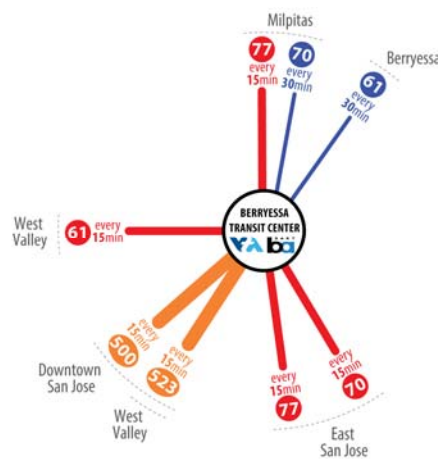 Milpitas
77
every
15min
70
every
30min
Berryessa
61
every
30min
BERRYESSA
TRANSIT CENTER
VTA
ba
West
Valley
61
every
15min
every
15min
500
Downtown
San Jose
every
15min
523
West
Valley
every
15min
77
every
15min
70
East
San Jose